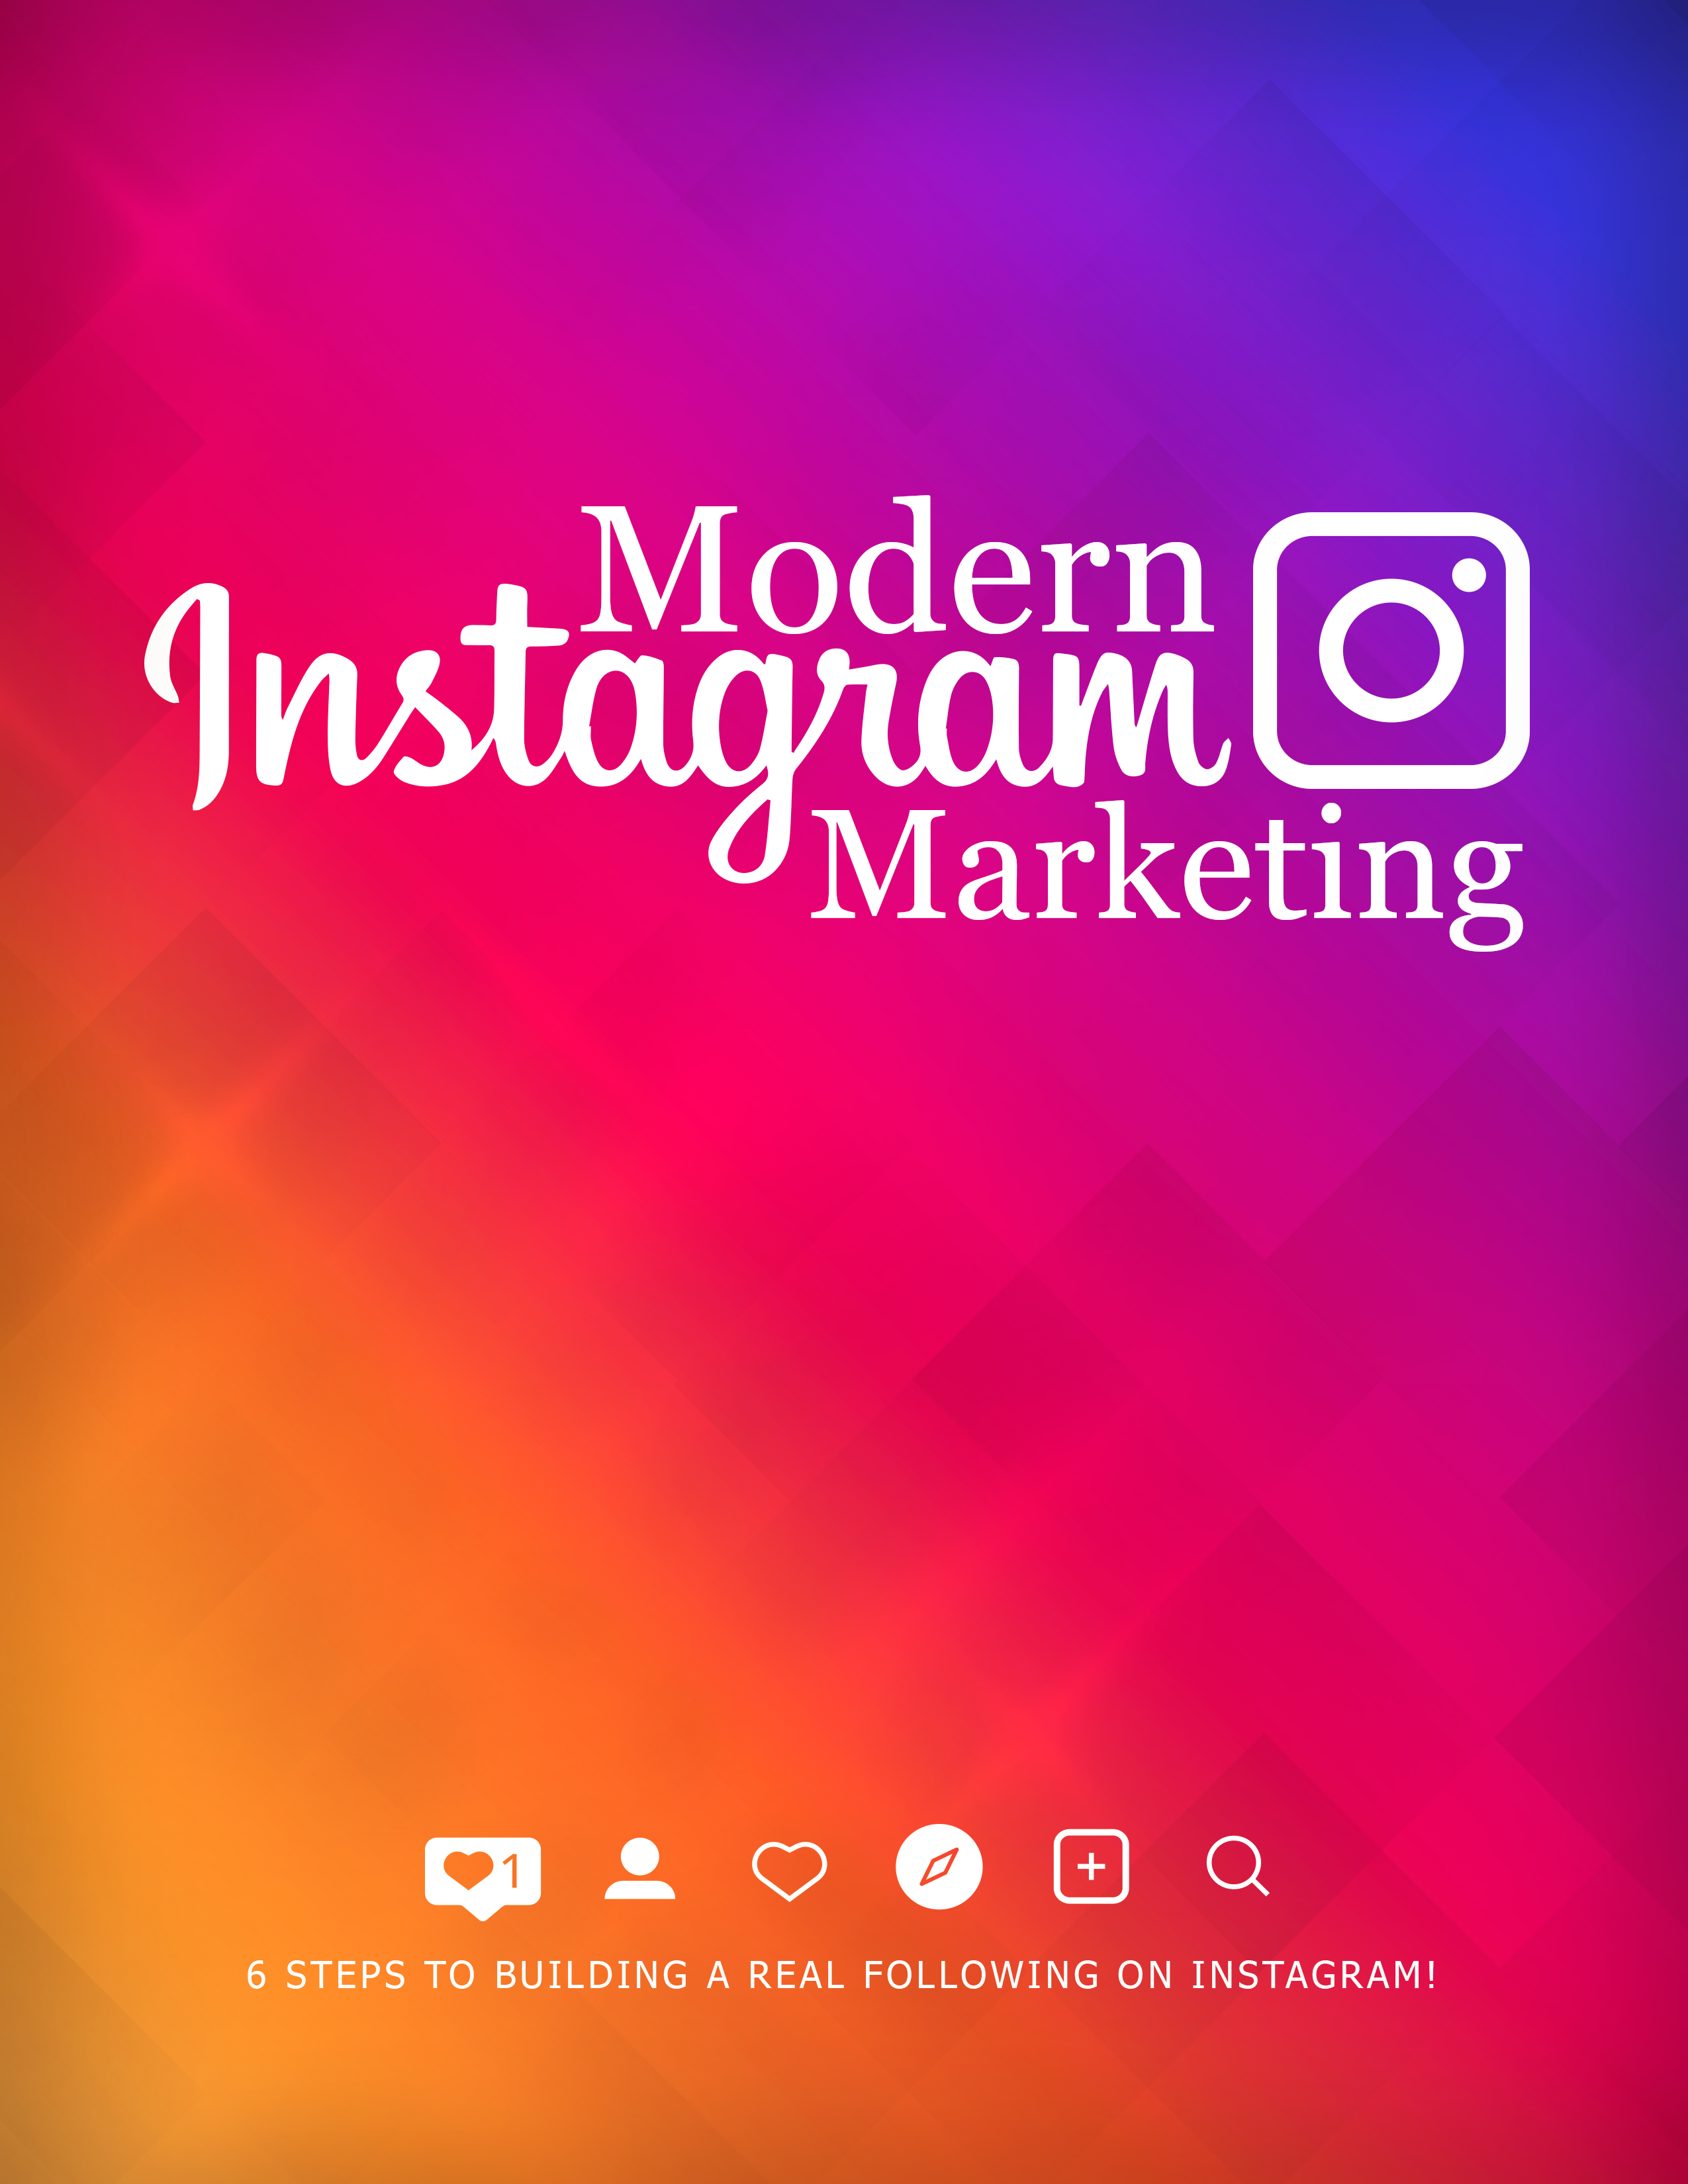 Modern
Instagram
Marketing
1
6 STEPS TO BUILDING A REAL FOLLOWING ON INSTAGRAM!